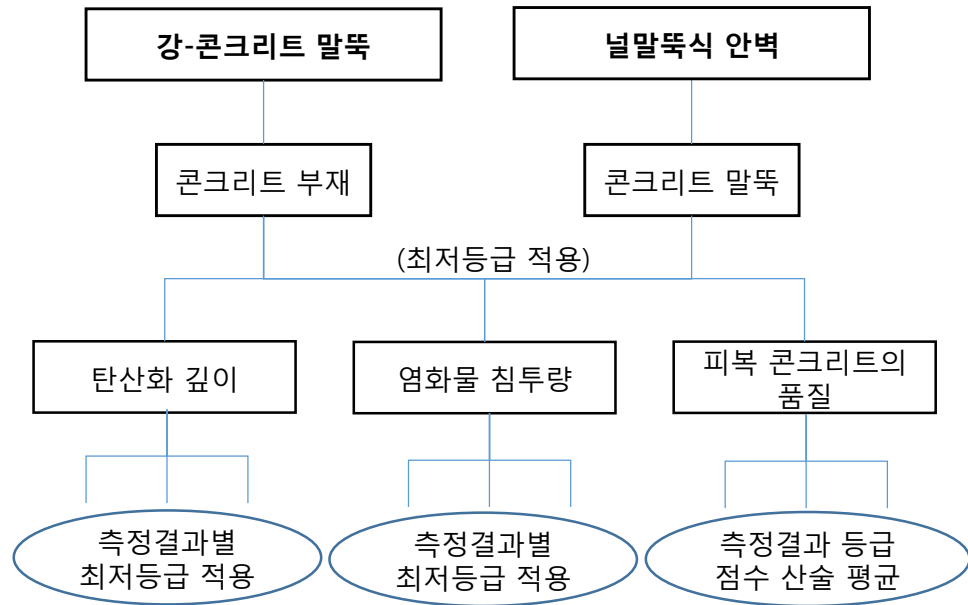 강-콘크리트 말뚝
널말뚝식 안벽
콘크리트 부재
콘크리트 말뚝
(최저등급 적용)
탄산화 깊이
염화물 침투량
피복 콘크리트의
품질
측정결과별
최저등급 적용
측정결과별
최저등급 적용
측정결과 등급
점수 산술 평균